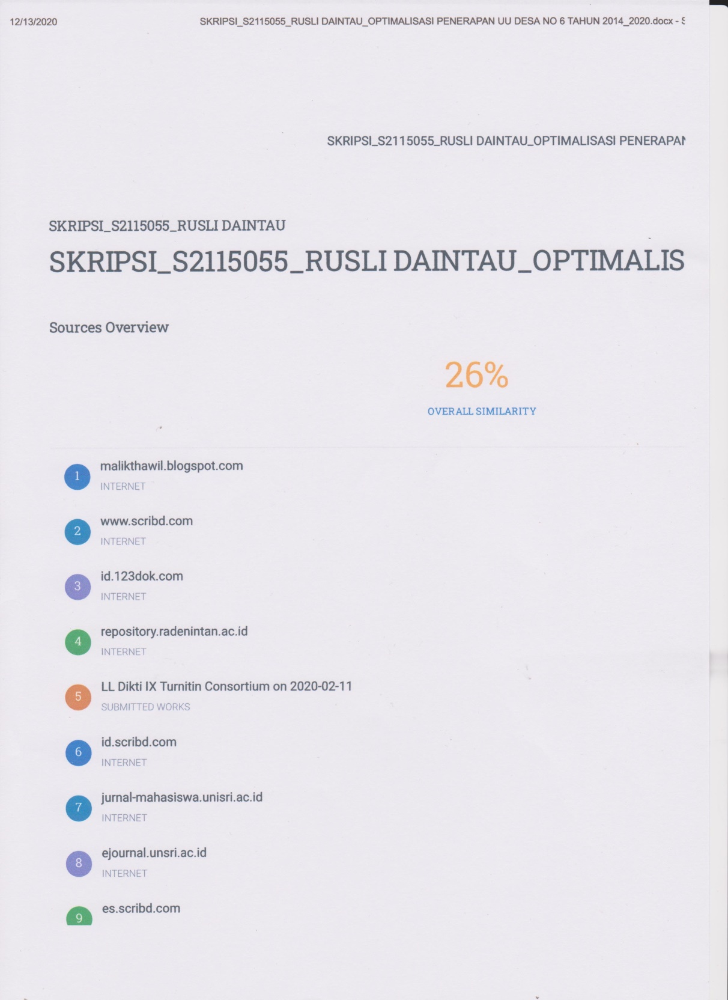 12/13/2020
SKRIPSI_S2115055_RUSLI DAINTAU_OPTIMALISASI PENERAPAN UU DESA NO 6 TAHUN 2014_2020.docx -
SKRIPSI_S2115055_RUSLI DAINTAU_OPTIMALISASI PENERAPAN
SKRIPSI_S2115055_RUSLI DAINTAU
SKRIPSI_S2115055_RUSLI DAINTAU_OPTIMALIS
Sources Overview
26%
OVERALL SIMILARITY
1
malikthawil.blogspot.com
INTERNET
2
www.scribd.com
INTERNET
3
id.123dok.com
INTERNET
4
repository.radenintan.ac.id
INTERNET
5
LL Dikti IX Turnitin Consortium on 2020-02-11
SUBMITTED WORKS
6
id.scribd.com
INTERNET
7
jurnal-mahasiswa.unisri.ac.id
INTERNET
8
ejournal.unsri.ac.id
INTERNET
9
es.scribd.com